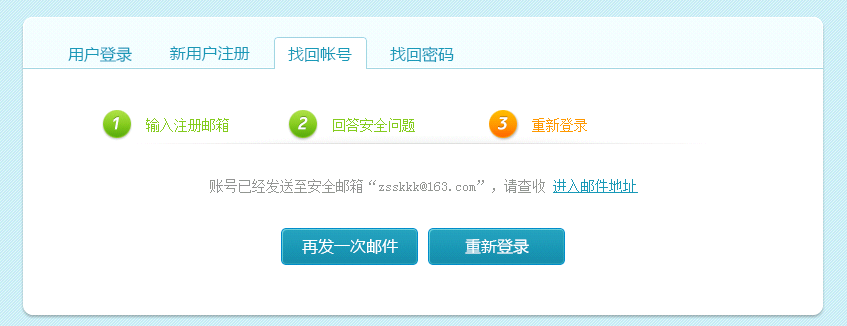 用户登录 新用户注册 找回帐号 找回密码
1 输入注册邮箱 2 回答安全问题 3 重新登录
账号已经发送至安全邮箱“zsskkk@163.com”，请查收 进入邮件地址
再发一次邮件 重新登录